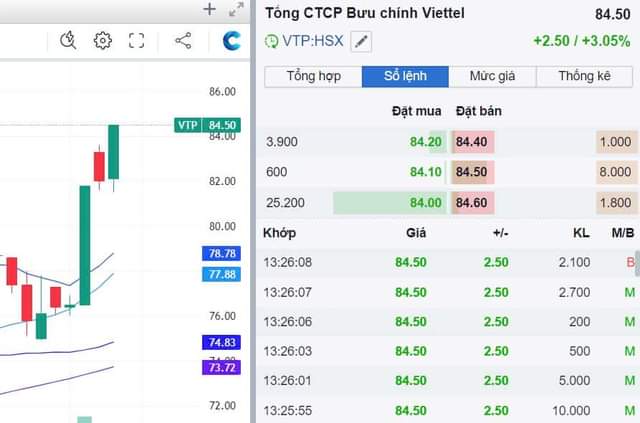 Tổng CTCP Bưu chính Viettel 84.50
VTP:HSX +2.50 / +3.05%
Tổng hợp Sổ lệnh Mức giá Thống kê
Đặt mua Đặt bán
3.900 84.20 84.40 1.000
600 84.10 84.50 8.000
25.200 84.00 84.60 1.800
Khớp Giá +/- KL M/B
13:26:08 84.50 2.50 2.100 B
13:26:07 84.50 2.50 2.700 M
13:26:06 84.50 2.50 200 M
13:26:03 84.50 2.50 500 M
13:26:01 84.50 2.50 5.000 M
13:25:55 84.50 2.50 10.000 M
86.00
VTP 84.50
84.00
82.00
80.00
78.78
77.88
76.00
74.83
73.72
72.00